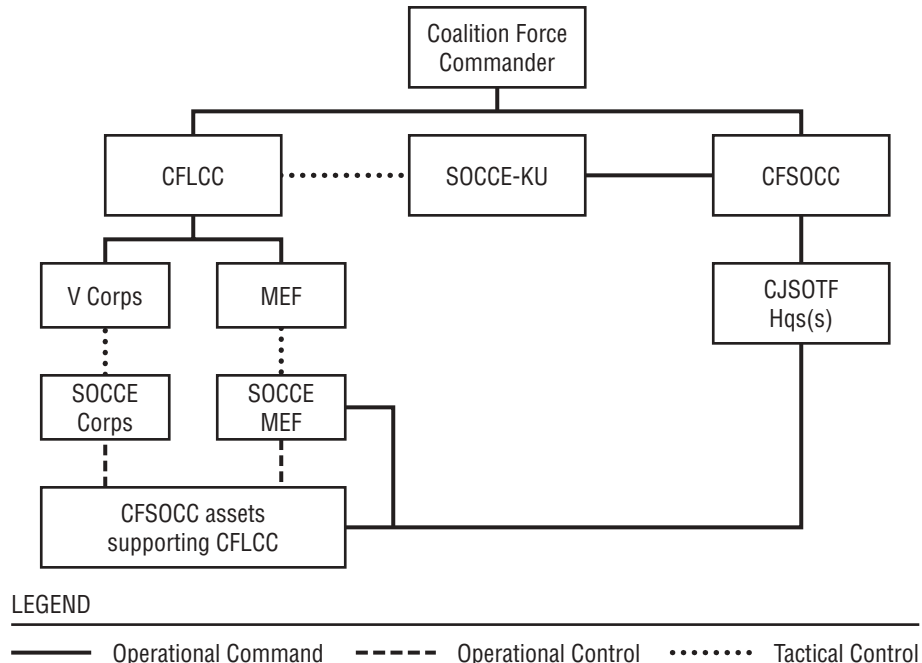 Coalition Force
Commander
CFLCC
SOCCE-KU
CFSOCC
V Corps
MEF
CJSOTF
Hqs(s)
SOCCE
Corps
SOCCE
MEF
CFSOCC assets
supporting CFLCC
LEGEND
Operational Command
Operational Control
Tactical Control